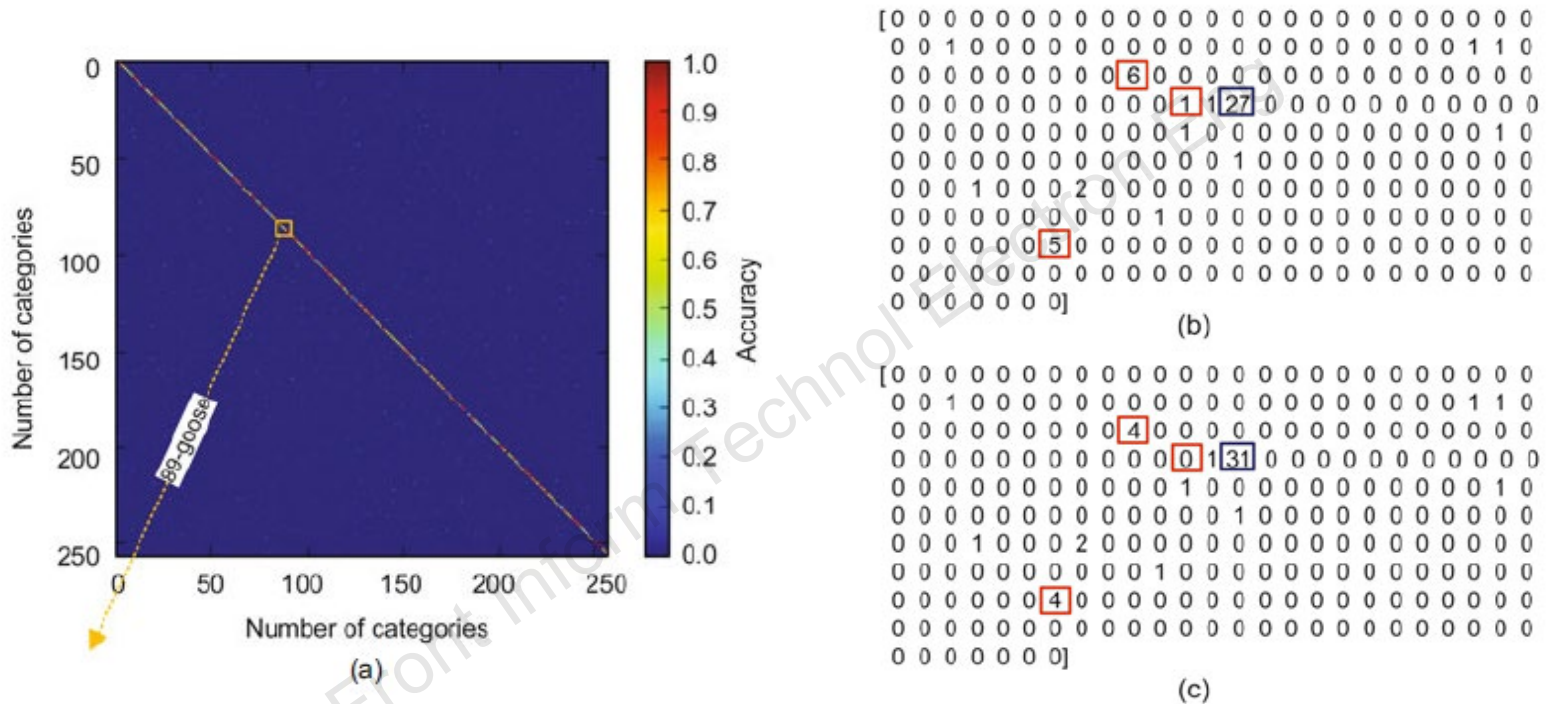 0
50
100
150
200
250
Number of categories
0 50 100 150 200 250
Number of categories
89-goose
1.0
0.9
0.8
0.7
0.6
0.5
0.4
0.3
0.2
0.1
0.0
Accuracy
(a)
[0 0 0 0 0 0 0 0 0 0 0 0 0 0 0 0 0 0 0 0 0 0 0 0 0
0 0 1 0 0 0 0 0 0 0 0 0 0 0 0 0 0 0 0 0 0 0 1 1 0
0 0 0 0 0 0 0 0 0 6 0 0 0 0 0 0 0 0 0 0 0 0 0 0 0
0 0 0 0 0 0 0 0 0 0 0 1 1 27 0 0 0 0 0 0 0 0 0 0 0
0 0 0 0 0 0 0 0 0 0 0 1 0 0 0 0 0 0 0 0 0 0 0 1 0
0 0 0 0 0 0 0 0 0 0 0 0 0 1 0 0 0 0 0 0 0 0 0 0 0
0 0 0 1 0 0 0 2 0 0 0 0 0 0 0 0 0 0 0 0 0 0 0 0 0
0 0 0 0 0 0 0 0 0 0 1 0 0 0 0 0 0 0 0 0 0 0 0 0 0
0 0 0 0 0 0 5 0 0 0 0 0 0 0 0 0 0 0 0 0 0 0 0 0 0
0 0 0 0 0 0 0 0 0 0 0 0 0 0 0 0 0 0 0 0 0 0 0 0 0
0 0 0 0 0 0 0]
(b)
[0 0 0 0 0 0 0 0 0 0 0 0 0 0 0 0 0 0 0 0 0 0 0 0 0
0 0 1 0 0 0 0 0 0 0 0 0 0 0 0 0 0 0 0 0 0 0 1 1 0
0 0 0 0 0 0 0 0 0 4 0 0 0 0 0 0 0 0 0 0 0 0 0 0 0
0 0 0 0 0 0 0 0 0 0 0 0 1 31 0 0 0 0 0 0 0 0 0 0 0
0 0 0 0 0 0 0 0 0 0 0 1 0 0 0 0 0 0 0 0 0 0 0 1 0
0 0 0 0 0 0 0 0 0 0 0 0 0 1 0 0 0 0 0 0 0 0 0 0 0
0 0 0 1 0 0 0 2 0 0 0 0 0 0 0 0 0 0 0 0 0 0 0 0 0
0 0 0 0 0 0 0 0 0 0 1 0 0 0 0 0 0 0 0 0 0 0 0 0 0
0 0 0 0 0 0 4 0 0 0 0 0 0 0 0 0 0 0 0 0 0 0 0 0 0
0 0 0 0 0 0 0 0 0 0 0 0 0 0 0 0 0 0 0 0 0 0 0 0 0
0 0 0 0 0 0 0]
(c)
Front Inform Technol Electron Eng